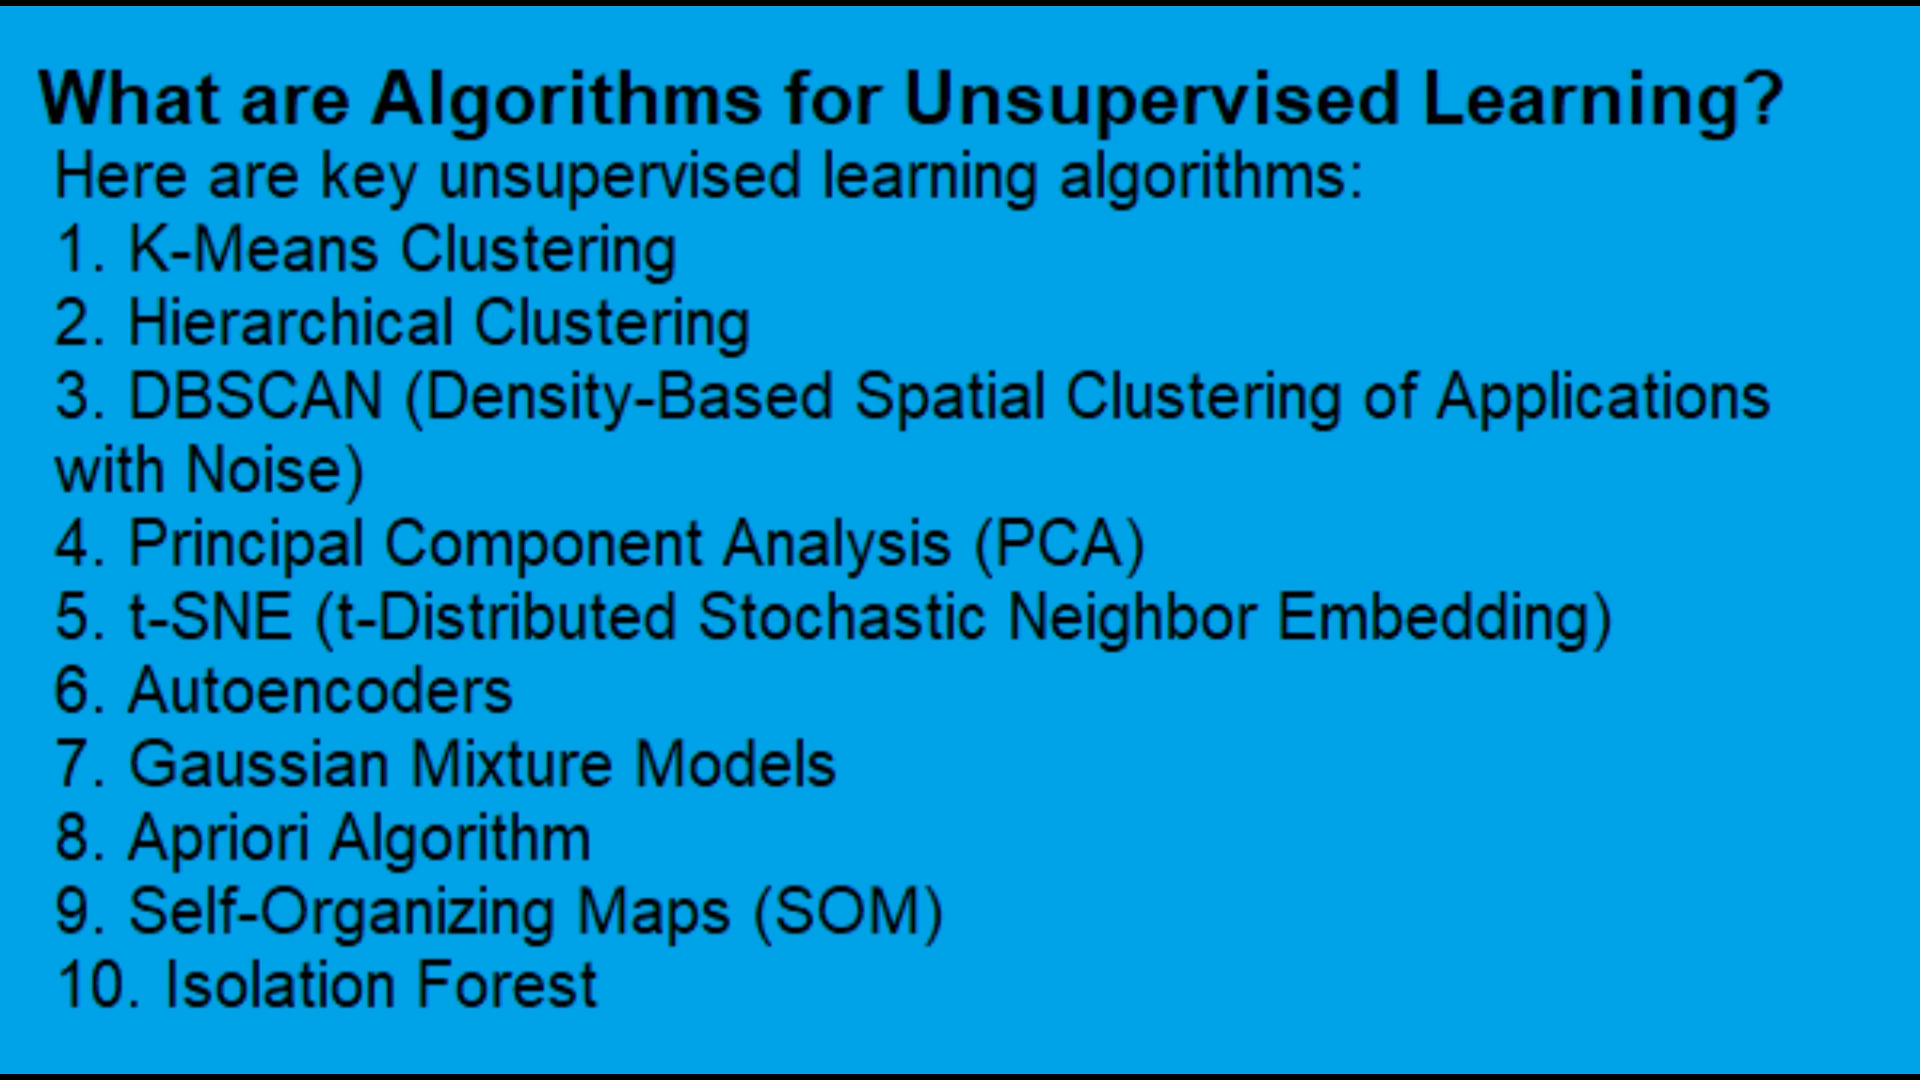 What are Algorithms for Unsupervised Learning?
Here are key unsupervised learning algorithms:
1. K-Means Clustering
2. Hierarchical Clustering
3. DBSCAN (Density-Based Spatial Clustering of Applications
with Noise)
4. Principal Component Analysis (PCA)
5. t-SNE (t-Distributed Stochastic Neighbor Embedding)
6. Autoencoders
7. Gaussian Mixture Models
8. Apriori Algorithm
9. Self-Organizing Maps (SOM)
10. Isolation Forest